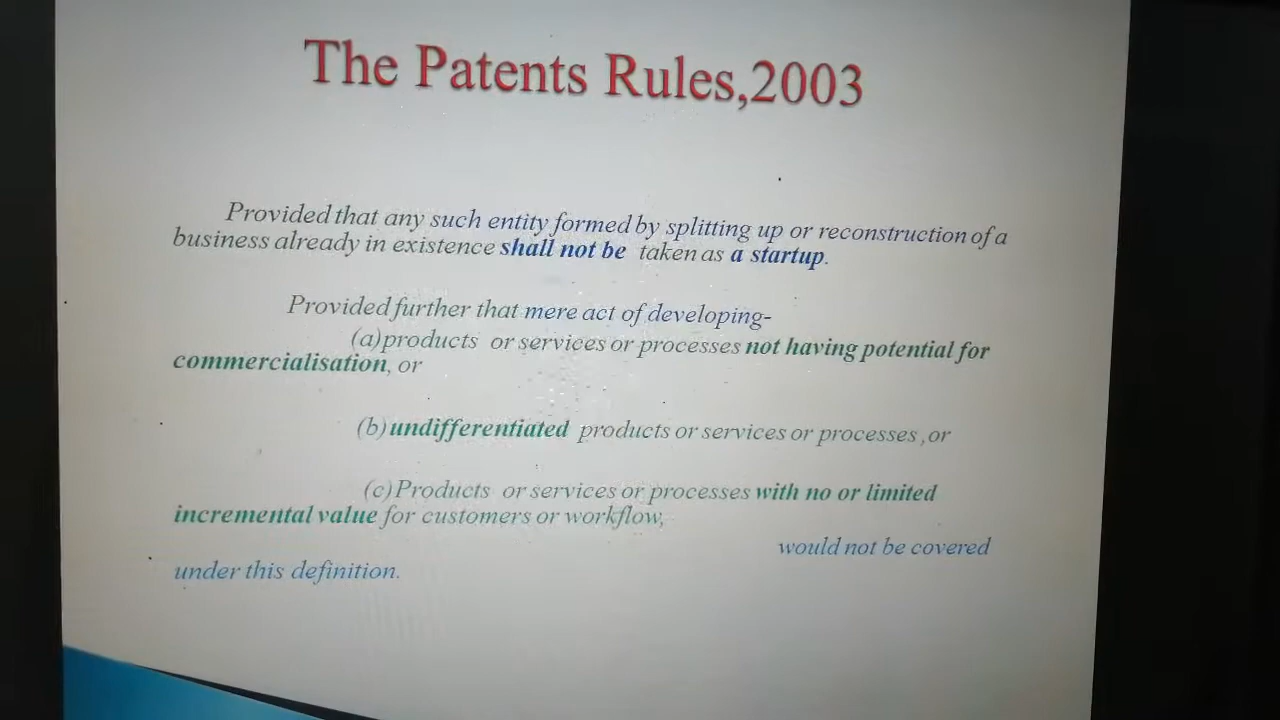 The Patents Rules,2003
Provided that any such entity formed by splitting up or reconstruction of a
business already in existence shall not be taken as a startup.
Provided further that mere act of developing-
(a)products or services or processes not having potential for
commercialisation, or
(b)undifferentiated products or services or processes ,or
(c)Products or services or processes with no or limited
incremental value for customers or workflow,
would not be covered
under this definition.